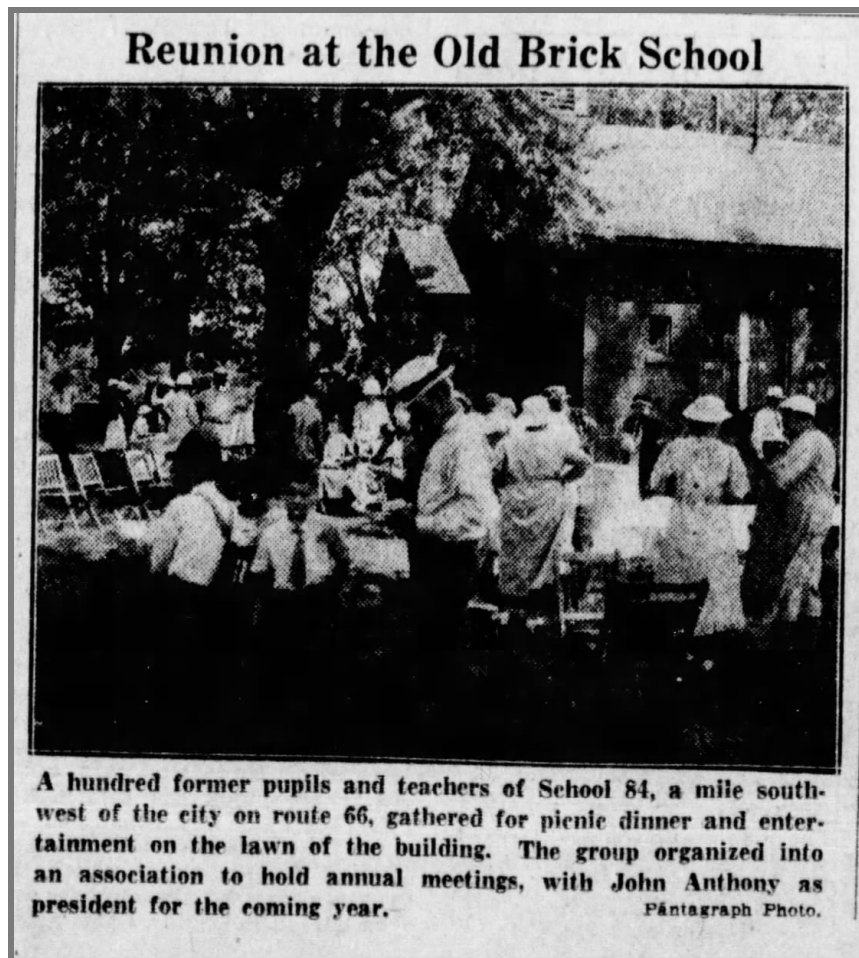 Reunion at the Old Brick School
A hundred former pupils and teachers of School 84, a mile south-
west of the city on route 66, gathered for picnic dinner and enter-
tainment on the lawn of the building. The group organized into
an association to hold annual meetings, with John Anthony as
president for the coming year. Pantagraph Photo.